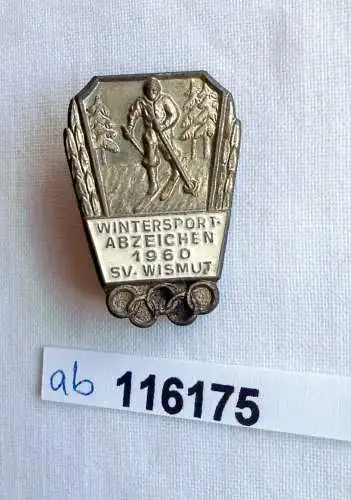 WINTERSPORT-
ABZEICHEN
1960
SV. WISMUT
ab 116175